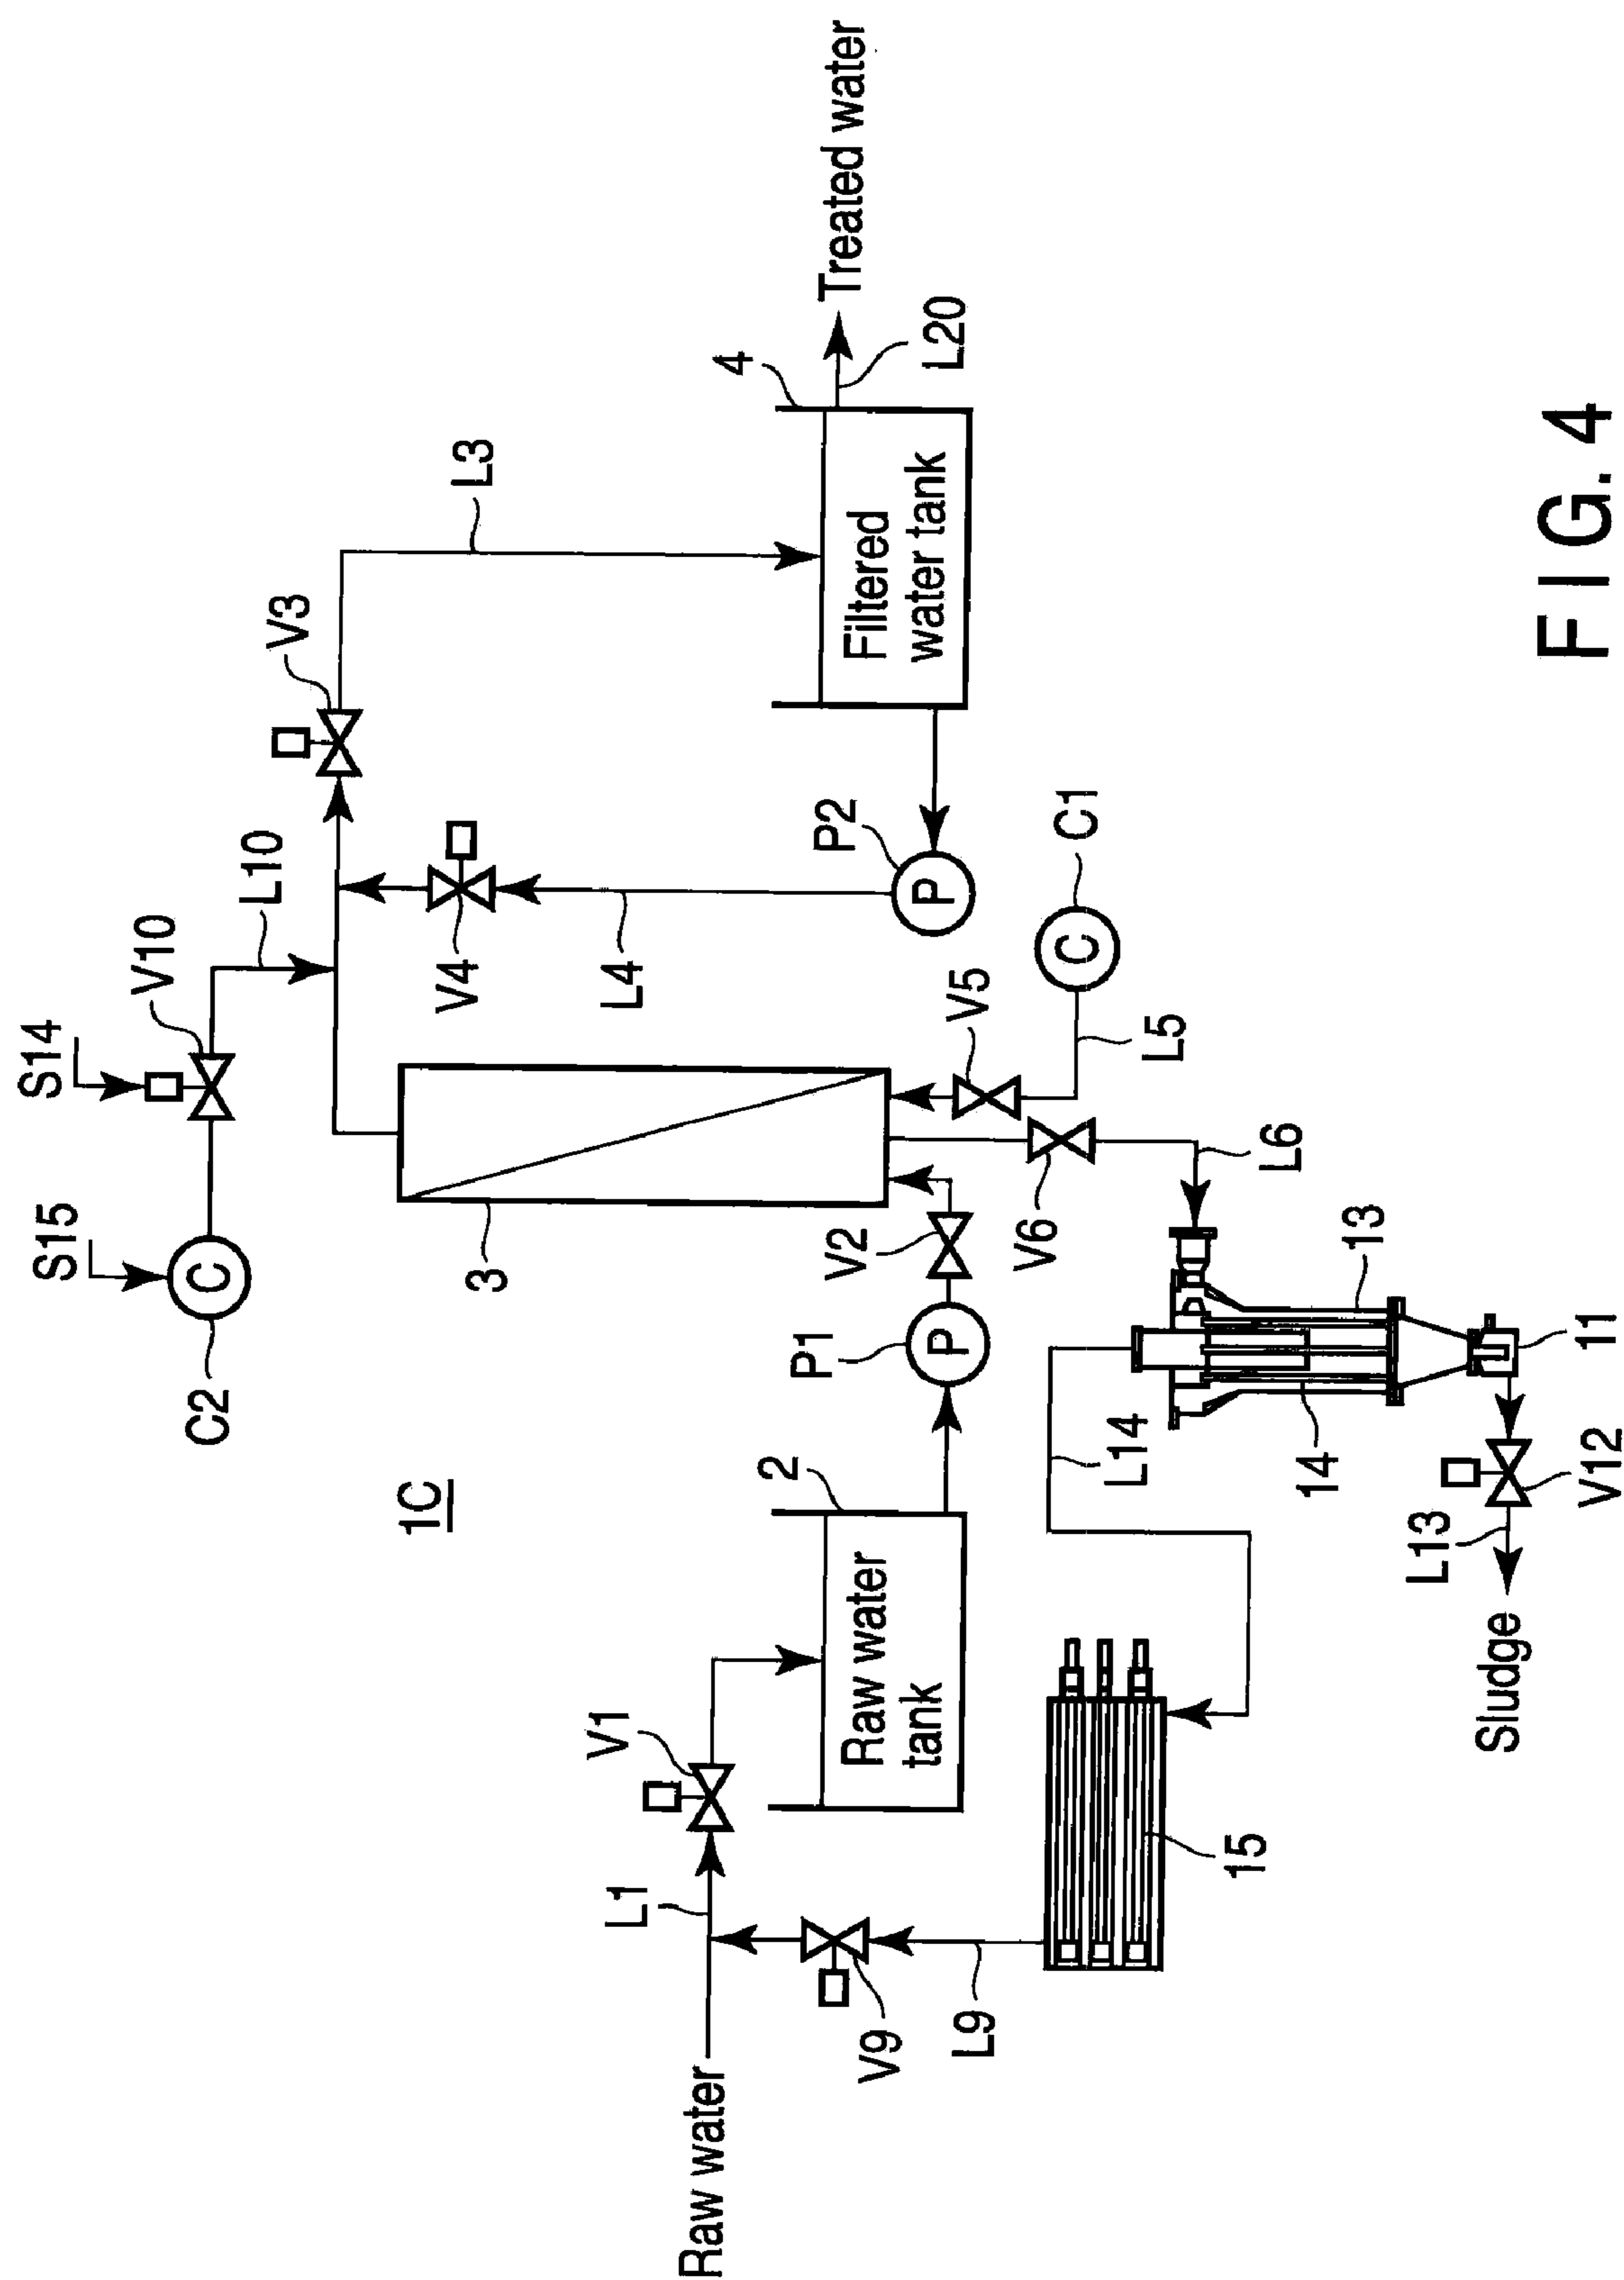 S15
S14
C
C2
V10
L10
V3
L3
1C
3
V4
L4
P2
P
4
Filtered
water tank
Treated water
L20
Raw water
L1
V1
2
Raw water
tank
P1
P
V2
V5
C
C1
L5
V6
L6
V9
L9
15
L14
14
13
11
V12
L13
Sludge
FIG. 4